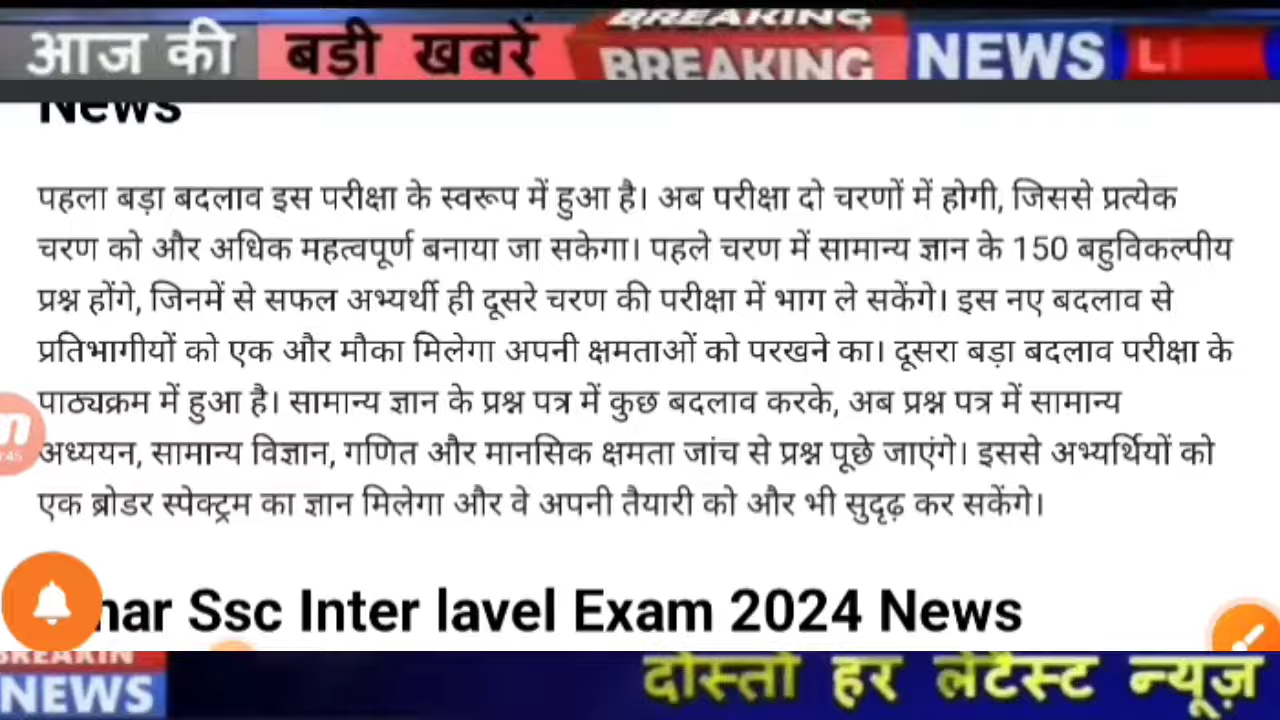 आज की बडी खबरें BREAKING BREAKING NEWS LI
News
पहला बड़ा बदलाव इस परीक्षा के स्वरूप में हुआ है। अब परीक्षा दो चरणों में होगी, जिससे प्रत्येक
चरण को और अधिक महत्वपूर्ण बनाया जा सकेगा। पहले चरण में सामान्य ज्ञान के 150 बहुविकल्पीय
प्रश्न होंगे, जिनमें से सफल अभ्यर्थी ही दूसरे चरण की परीक्षा में भाग ले सकेंगे। इस नए बदलाव से
प्रतिभागीयों को एक और मौका मिलेगा अपनी क्षमताओं को परखने का। दूसरा बड़ा बदलाव परीक्षा के
पाठ्यक्रम में हुआ है। सामान्य ज्ञान के प्रश्न पत्र में कुछ बदलाव करके, अब प्रश्न पत्र में सामान्य
अध्ययन, सामान्य विज्ञान, गणित और मानसिक क्षमता जांच से प्रश्न पूछे जाएंगे। इससे अभ्यर्थियों को
एक ब्रोडर स्पेक्ट्रम का ज्ञान मिलेगा और वे अपनी तैयारी को और भी सुदृढ़ कर सकेंगे।
har Ssc Inter lavel Exam 2024 News
BREAKIN
NEWS
दोस्तो हर लेटेस्ट न्यूज़